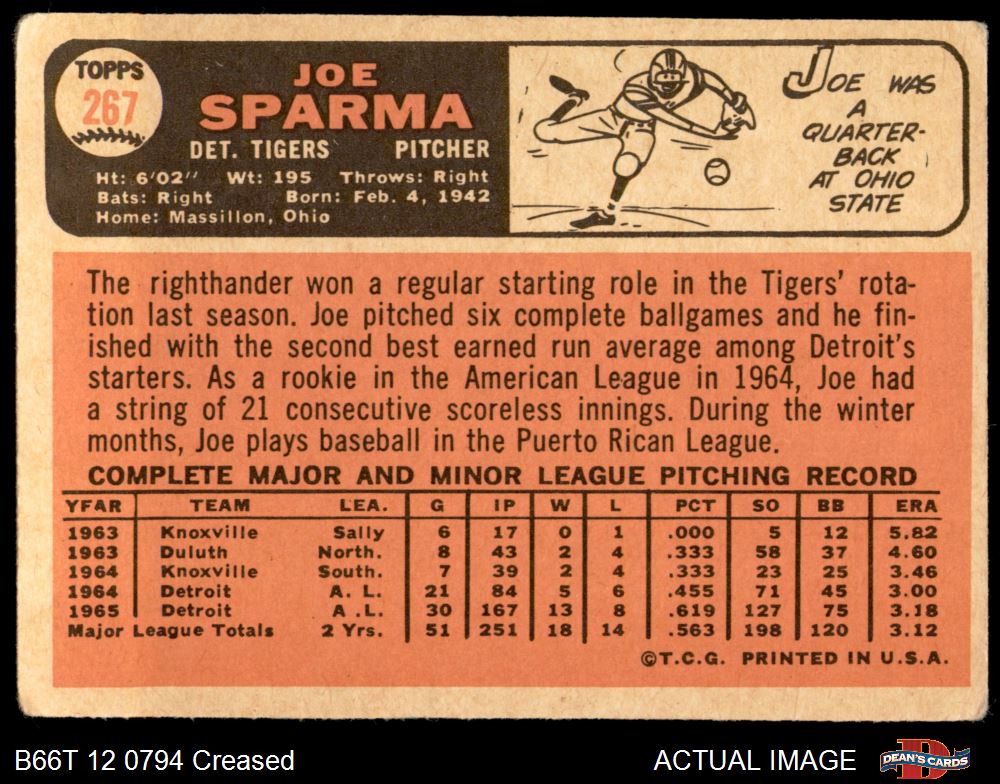 TOPPS
267
JOE
SPARMA
DET. TIGERS PITCHER
Ht: 6'02" Wt: 195 Throws: Right
Bats: Right Born: Feb. 4, 1942
Home: Massillon, Ohio
JOE WAS
A
QUARTER-
BACK
AT OHIO
STATE
The righthander won a regular starting role in the Tigers' rota-
tion last season. Joe pitched six complete ballgames and he fin-
ished with the second best earned run average among Detroit's
starters. As a rookie in the American League in 1964, Joe had
a string of 21 consecutive scoreless innings. During the winter
months, Joe plays baseball in the Puerto Rican League.
COMPLETE MAJOR AND MINOR LEAGUE PITCHING RECORD
YEAR TEAM LEA. G IP W L PCT SO BB ERA
1963 Knoxville Sally 6 17 0 1 .000 5 12 5.82
1963 Duluth North. 8 43 2 4 .333 58 37 4.60
1964 Knoxville South. 7 39 2 4 .333 23 25 3.46
1964 Detroit A. L. 21 84 5 6 .455 71 45 3.00
1965 Detroit A .L. 30 167 13 8 .619 127 75 3.18
Major League Totals 2 Yrs. 51 251 18 14 .563 198 120 3.12
©T.C.G. PRINTED IN U.S.A.
B66T 12 0794 Creased ACTUAL IMAGE DEAN'S CARDS